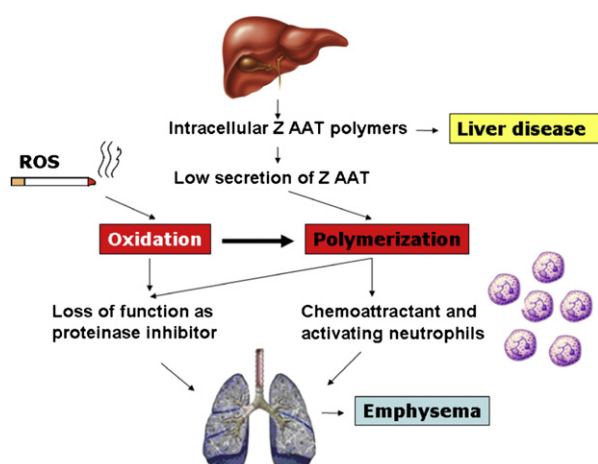 Intracellular Z AAT polymers
Liver disease
ROS
Low secretion of Z AAT
Oxidation
Polymerization
Loss of function as
proteinase inhibitor
Chemoattractant and
activating neutrophils
Emphysema